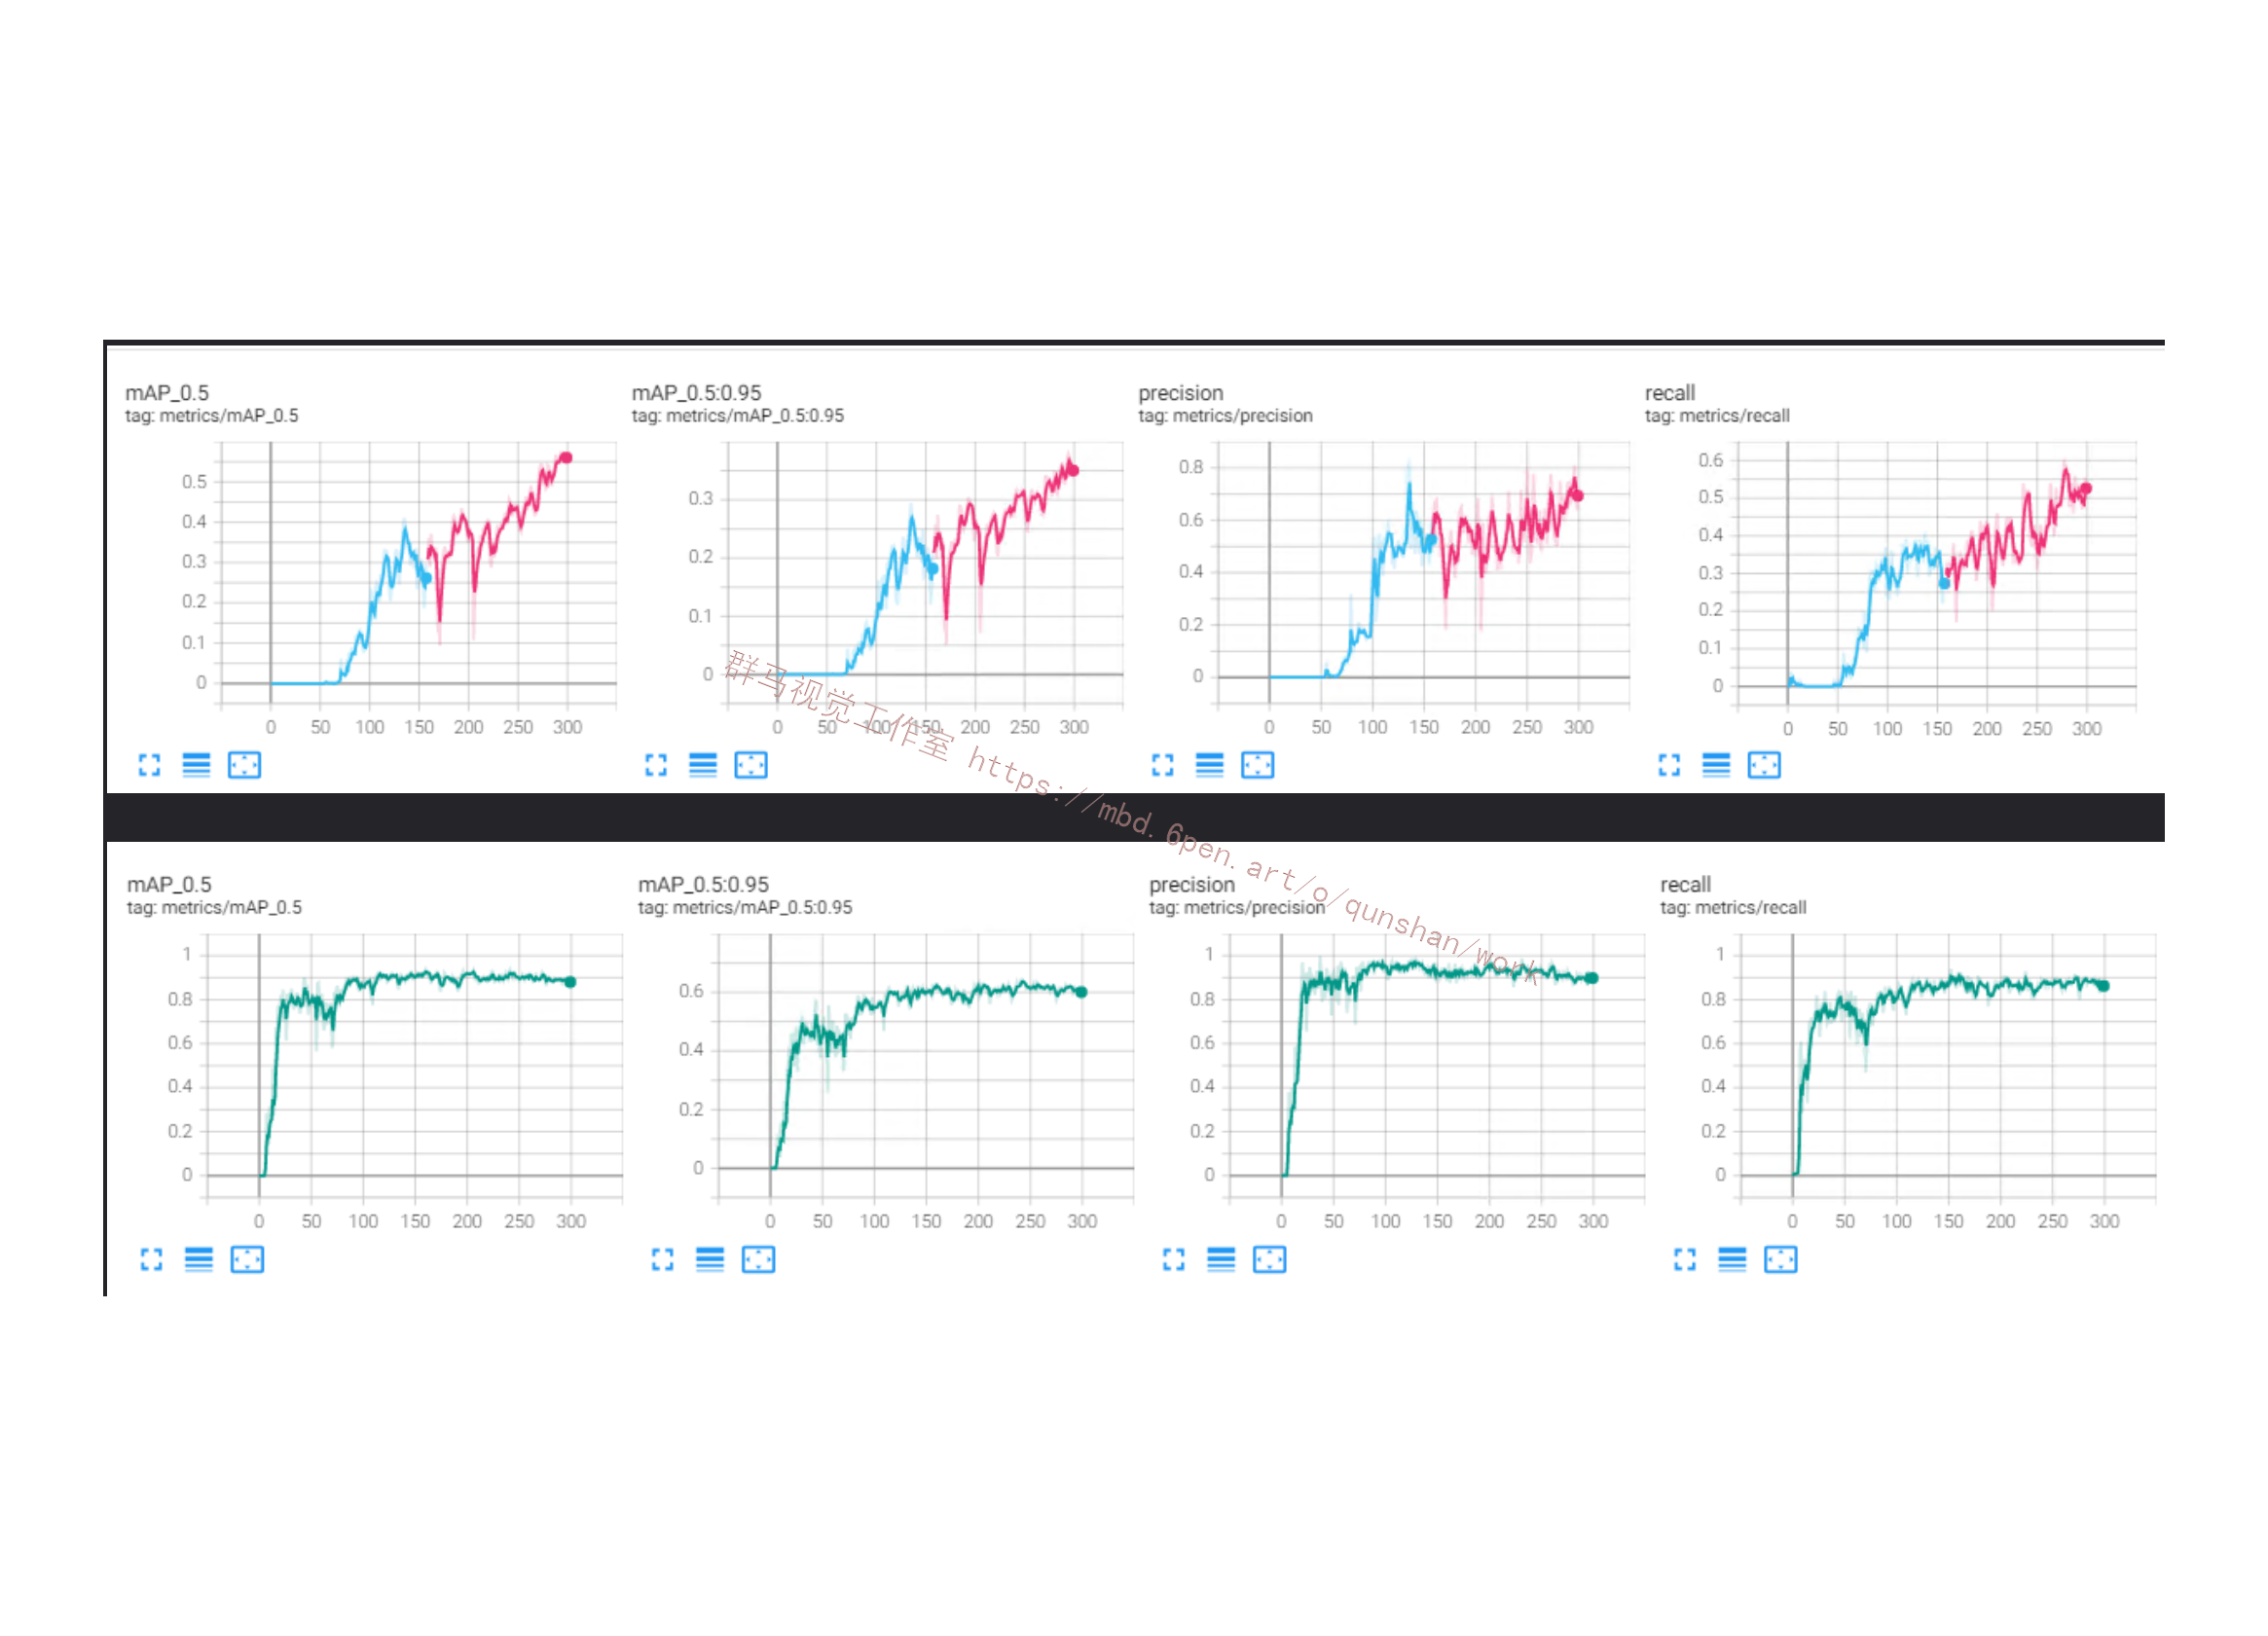 mAP_0.5
tag: metrics/mAP_0.5
0.5
0.4
0.3
0.2
0.1
0
0 50 100 150 200 250 300
mAP_0.5:0.95
tag: metrics/mAP_0.5:0.95
0.3
0.2
0.1
0
0 50 100 150 200 250 300
precision
tag: metrics/precision
0.8
0.6
0.4
0.2
0
0 50 100 150 200 250 300
recall
tag: metrics/recall
0.6
0.5
0.4
0.3
0.2
0.1
0
0 50 100 150 200 250 300
群马视觉工作室 https://mbd.6pen.art/o/qunshan/work
mAP_0.5
tag: metrics/mAP_0.5
1
0.8
0.6
0.4
0.2
0
0 50 100 150 200 250 300
mAP_0.5:0.95
tag: metrics/mAP_0.5:0.95
0.6
0.4
0.2
0
0 50 100 150 200 250 300
precision
tag: metrics/precision
1
0.8
0.6
0.4
0.2
0
0 50 100 150 200 250 300
recall
tag: metrics/recall
1
0.8
0.6
0.4
0.2
0
0 50 100 150 200 250 300